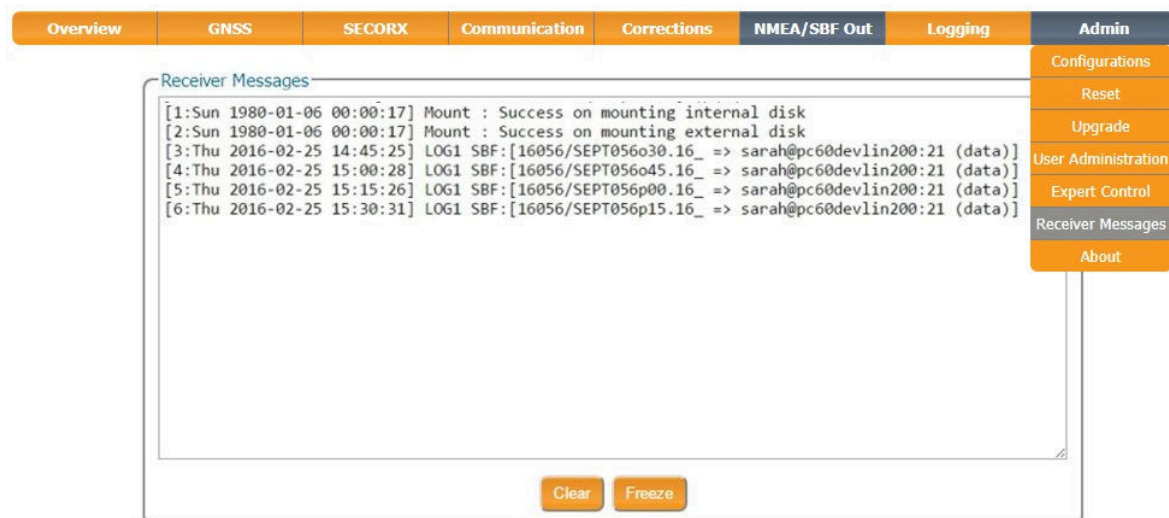 Overview GNSS SECORX Communication Corrections NMEA/SBF Out Logging Admin
Configurations
Reset
Upgrade
User Administration
Expert Control
Receiver Messages
About
Receiver Messages
[1:Sun 1980-01-06 00:00:17] Mount : Success on mounting internal disk
[2:Sun 1980-01-06 00:00:17] Mount : Success on mounting external disk
[3:Thu 2016-02-25 14:45:25] LOG1 SBF:[16056/SEPT056o30.16_ => sarah@pc60devlin200:21 (data)]
[4:Thu 2016-02-25 15:00:28] LOG1 SBF:[16056/SEPT056o45.16_ => sarah@pc60devlin200:21 (data)]
[5:Thu 2016-02-25 15:15:26] LOG1 SBF:[16056/SEPT056p00.16_ => sarah@pc60devlin200:21 (data)]
[6:Thu 2016-02-25 15:30:31] LOG1 SBF:[16056/SEPT056p15.16_ => sarah@pc60devlin200:21 (data)]
Clear Freeze